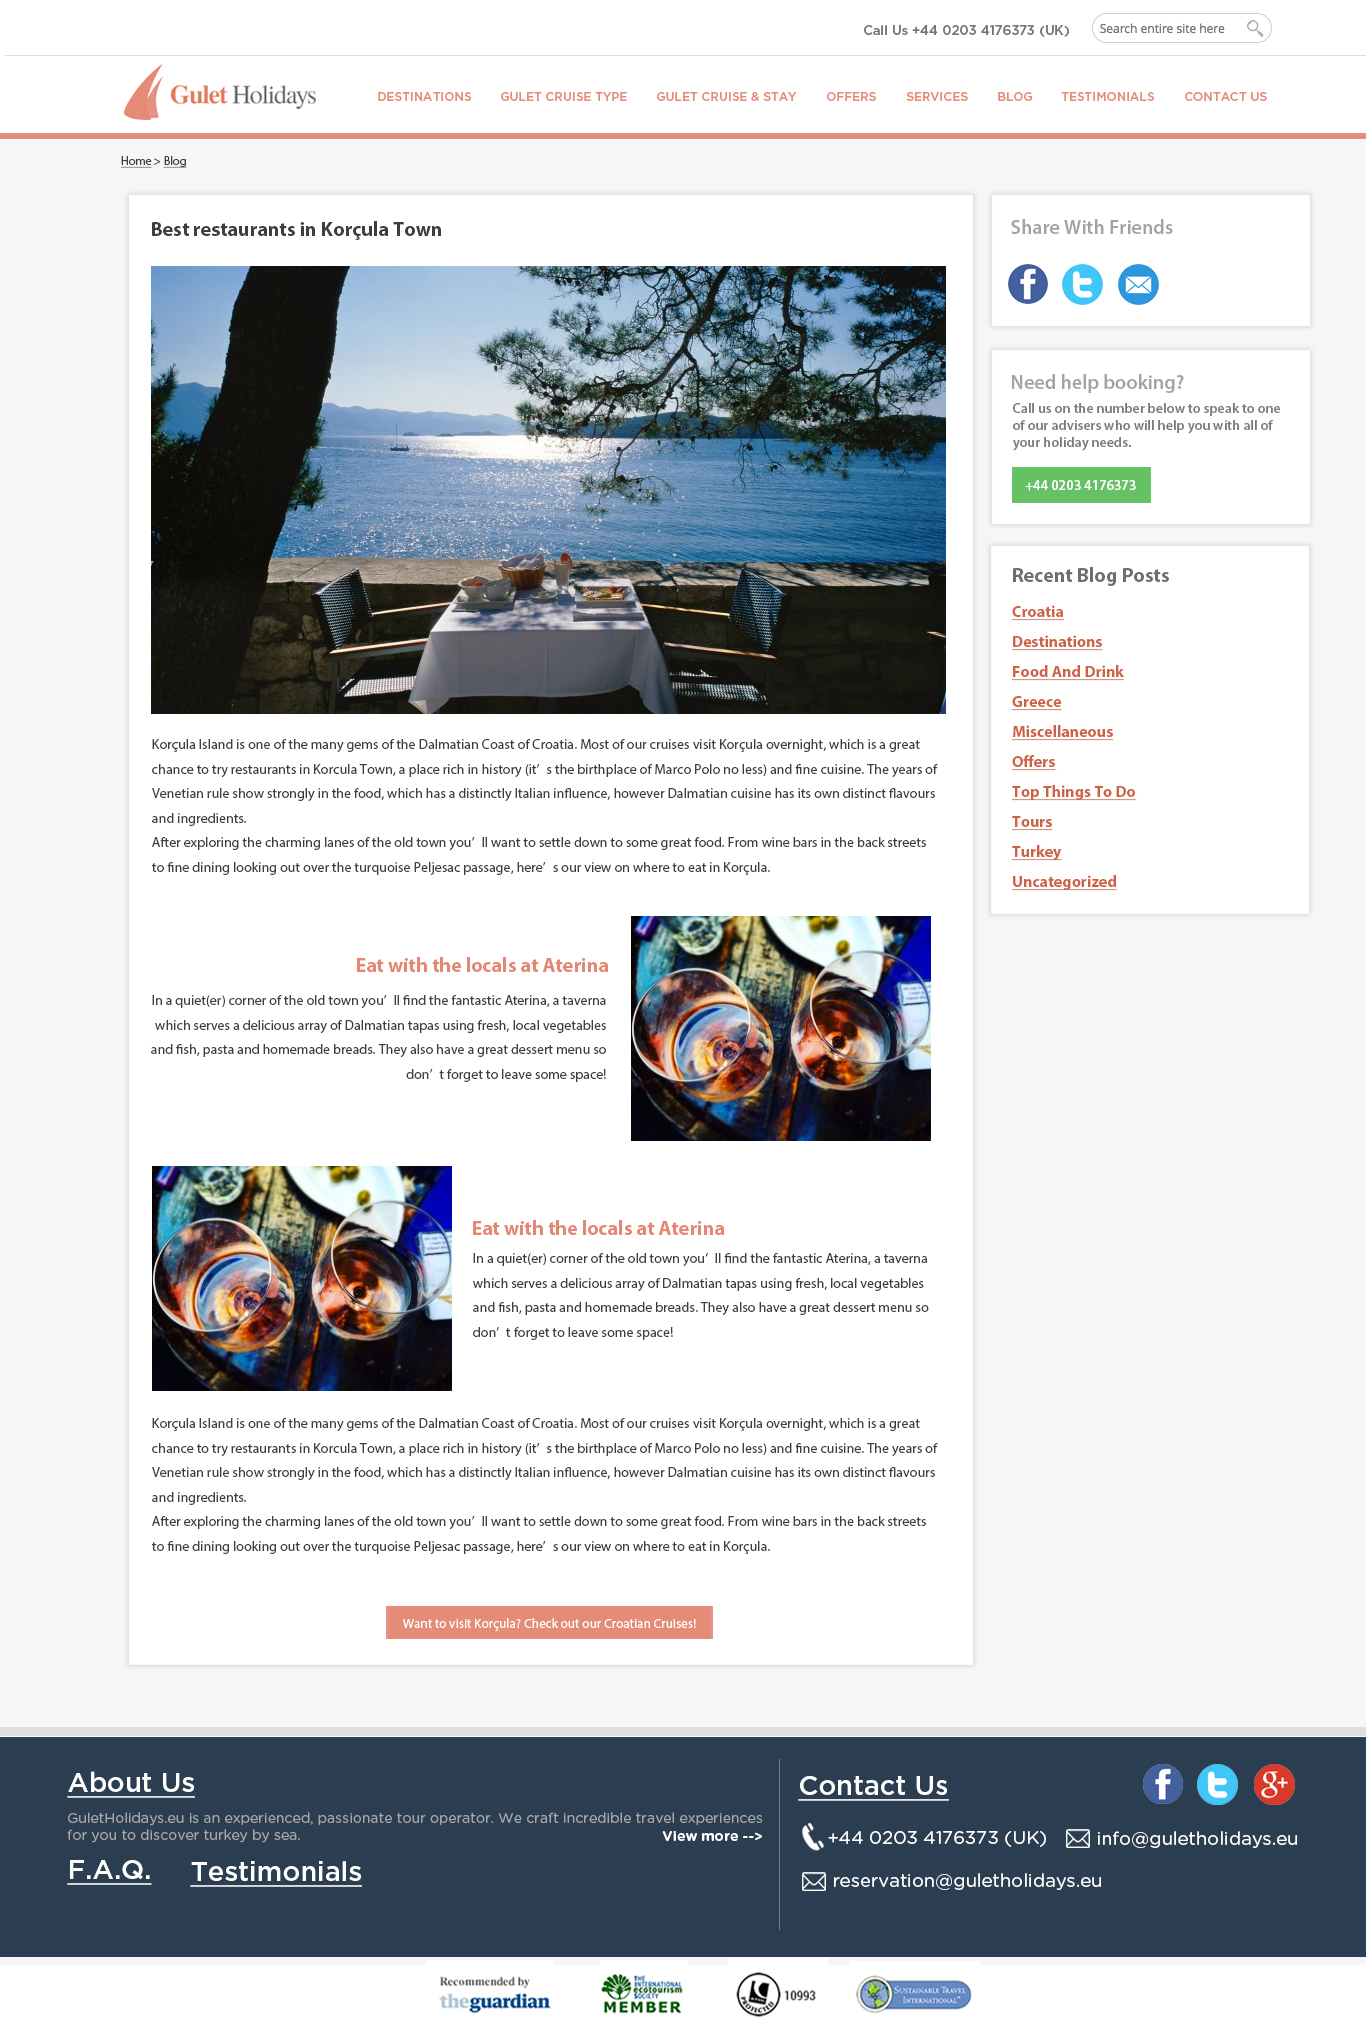 Call Us +44 0203 4176373 (UK)
Search entire site here
Gulet Holidays
DESTINATIONS GULET CRUISE TYPE GULET CRUISE & STAY OFFERS SERVICES BLOG TESTIMONIALS CONTACT US
Home > Blog
Best restaurants in Korçula Town
Korçula Island is one of the many gems of the Dalmatian Coast of Croatia. Most of our cruises visit Korçula overnight, which is a great
chance to try restaurants in Korcula Town, a place rich in history (it’s the birthplace of Marco Polo no less) and fine cuisine. The years of
Venetian rule show strongly in the food, which has a distinctly Italian influence, however Dalmatian cuisine has its own distinct flavours
and ingredients.
After exploring the charming lanes of the old town you’ll want to settle down to some great food. From wine bars in the back streets
to fine dining looking out over the turquoise Peljesac passage, here’s our view on where to eat in Korçula.
Eat with the locals at Aterina
In a quiet(er) corner of the old town you’ll find the fantastic Aterina, a taverna
which serves a delicious array of Dalmatian tapas using fresh, local vegetables
and fish, pasta and homemade breads. They also have a great dessert menu so
don’t forget to leave some space!
Eat with the locals at Aterina
In a quiet(er) corner of the old town you’ll find the fantastic Aterina, a taverna
which serves a delicious array of Dalmatian tapas using fresh, local vegetables
and fish, pasta and homemade breads. They also have a great dessert menu so
don’t forget to leave some space!
Korçula Island is one of the many gems of the Dalmatian Coast of Croatia. Most of our cruises visit Korçula overnight, which is a great
chance to try restaurants in Korcula Town, a place rich in history (it’s the birthplace of Marco Polo no less) and fine cuisine. The years of
Venetian rule show strongly in the food, which has a distinctly Italian influence, however Dalmatian cuisine has its own distinct flavours
and ingredients.
After exploring the charming lanes of the old town you’ll want to settle down to some great food. From wine bars in the back streets
to fine dining looking out over the turquoise Peljesac passage, here’s our view on where to eat in Korçula.
Want to visit Korçula? Check out our Croatian Cruises!
Share With Friends
Need help booking?
Call us on the number below to speak to one
of our advisers who will help you with all of
your holiday needs.
+44 0203 4176373
Recent Blog Posts
Croatia
Destinations
Food And Drink
Greece
Miscellaneous
Offers
Top Things To Do
Tours
Turkey
Uncategorized
About Us
GuletHolidays.eu is an experienced, passionate tour operator. We craft incredible travel experiences
for you to discover turkey by sea.
View more -->
F.A.Q. Testimonials
Contact Us
+44 0203 4176373 (UK) info@guletholidays.eu
reservation@guletholidays.eu
Recommended by
theguardian
THE
INTERNATIONAL
ecotourism
SOCIETY
MEMBER
PROTECTED
10993
SUSTAINABLE TRAVEL
INTERNATIONAL™